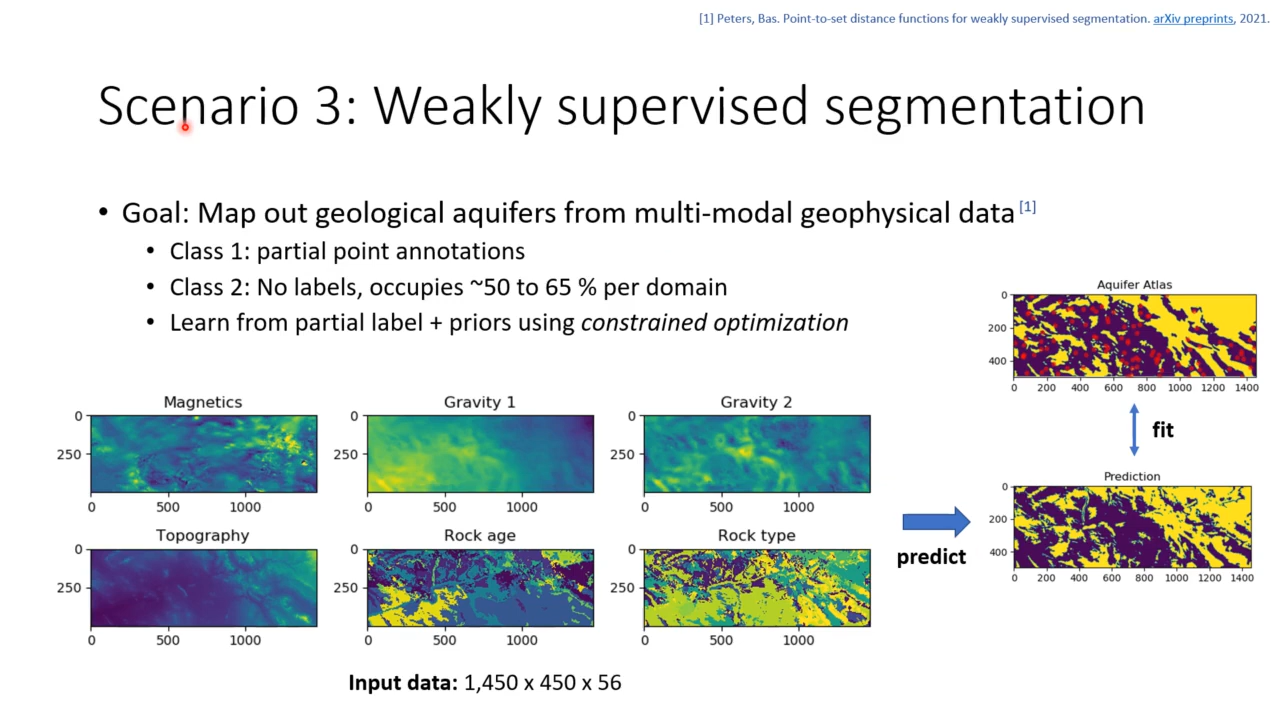 [1] Peters, Bas. Point-to-set distance functions for weakly supervised segmentation. arXiv preprints, 2021.
Scenario 3: Weakly supervised segmentation
• Goal: Map out geological aquifers from multi-modal geophysical data [1]
• Class 1: partial point annotations
• Class 2: No labels, occupies ~50 to 65 % per domain
• Learn from partial label + priors using constrained optimization
Aquifer Atlas
0
200
400
0 200 400 600 800 1000 1200 1400
fit
Prediction
0
200
400
0 200 400 600 800 1000 1200 1400
Magnetics
0
250
0 500 1000
Gravity 1
0
250
0 500 1000
Gravity 2
0
250
0 500 1000
Topography
0
250
0 500 1000
Rock age
0
250
0 500 1000
Rock type
0
250
0 500 1000
predict
Input data: 1,450 x 450 x 56